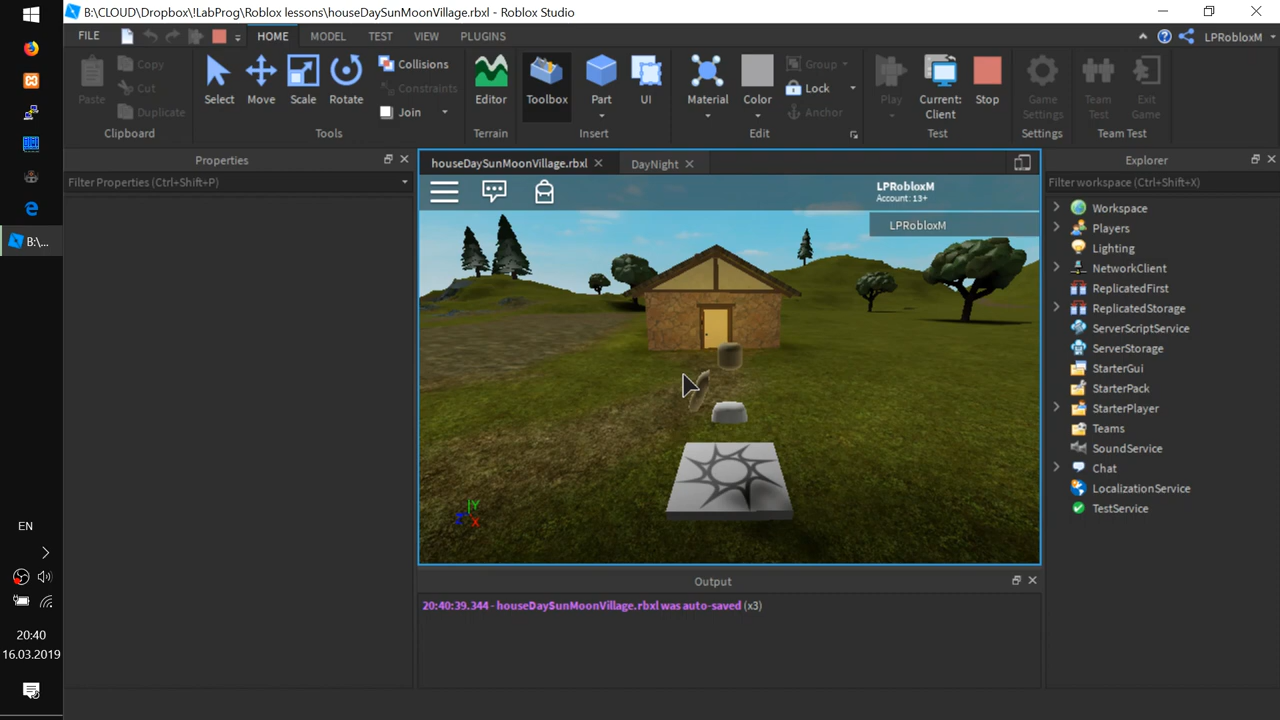 B:\CLOUD\Dropbox\!LabProg\Roblox lessons\houseDaySunMoonVillage.rbxl - Roblox Studio
FILE HOME MODEL TEST VIEW PLUGINS LPRobloxM
Paste Copy Cut Duplicate
Clipboard
Select Move Scale Rotate Collisions Constraints Join
Tools
Editor
Terrain
Toolbox Part UI
Insert
Material Color Group Lock Anchor
Edit
Play Current: Client Stop
Test
Game Settings
Settings
Team Test Exit Game
Team Test
Properties
Filter Properties (Ctrl+Shift+P)
houseDaySunMoonVillage.rbxl DayNight
LPRobloxM
Account: 13+
LPRobloxM
Y
Z X
Output
20:40:39.344 - houseDaySunMoonVillage.rbxl was auto-saved (x3)
Explorer
Filter workspace (Ctrl+Shift+X)
Workspace
Players
Lighting
NetworkClient
ReplicatedFirst
ReplicatedStorage
ServerScriptService
ServerStorage
StarterGui
StarterPack
StarterPlayer
Teams
SoundService
Chat
LocalizationService
TestService
B:\...
EN
20:40
16.03.2019